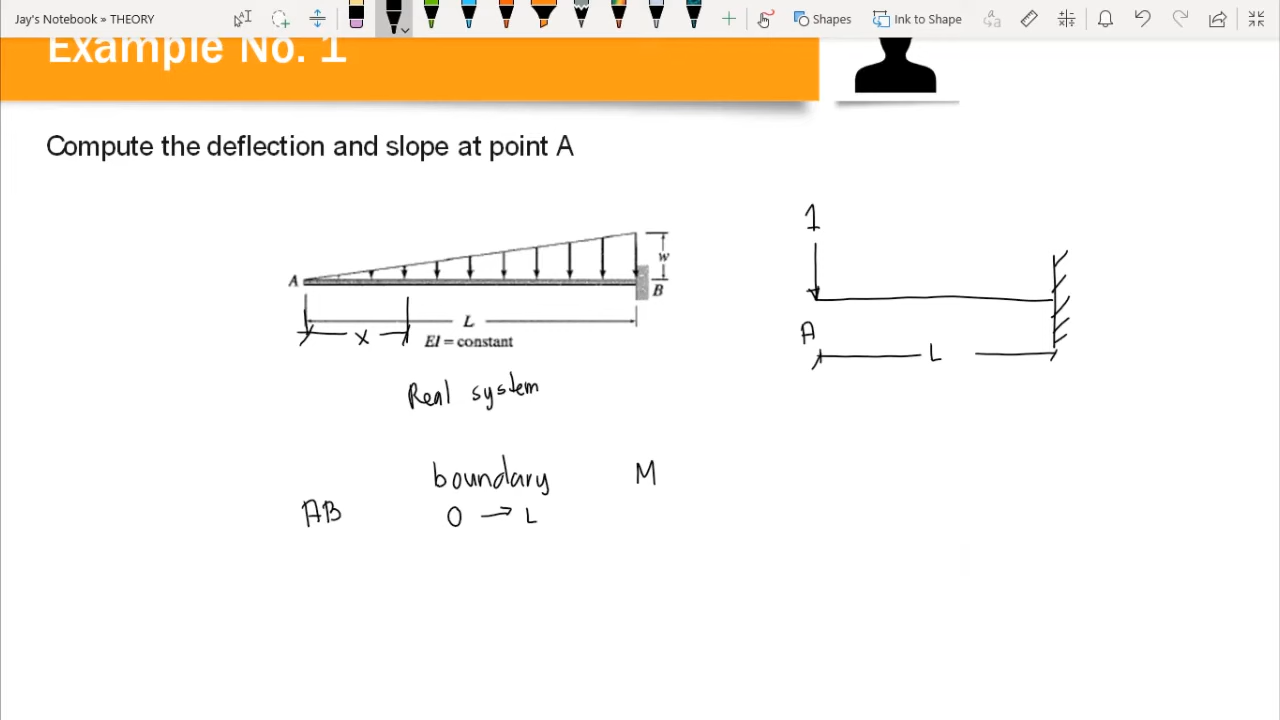 Jay's Notebook » THEORY
Shapes
Ink to Shape
Example No. 1
Compute the deflection and slope at point A
1
A
w
B
L
x
EI = constant
A
L
Real system
boundary M
AB 0 → L